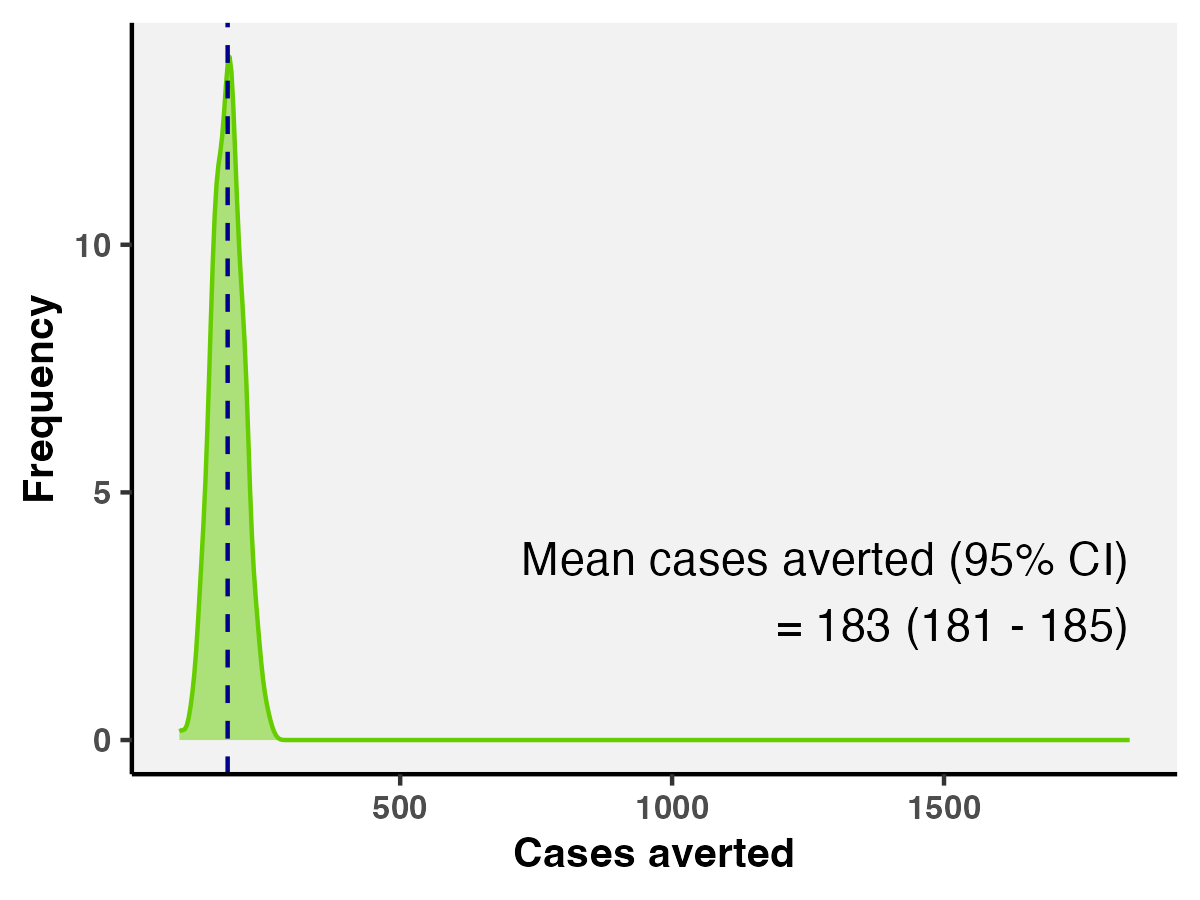 10
5
0
Frequency
Mean cases averted (95% CI)
= 183 (181 - 185)
500 1000 1500
Cases averted